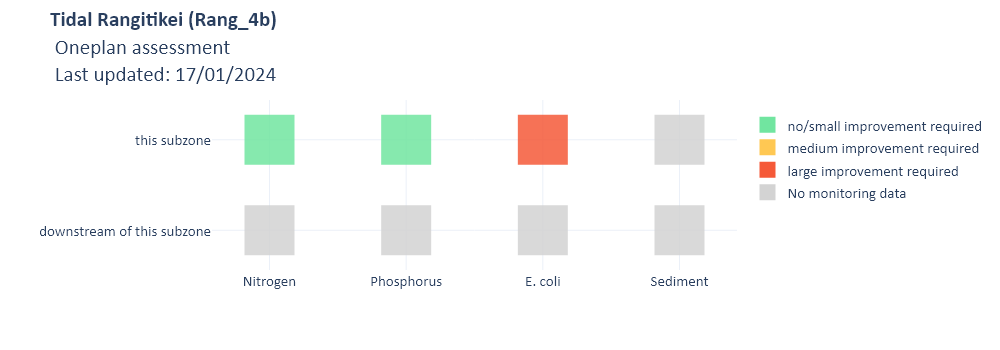 Tidal Rangitikei (Rang_4b)
Oneplan assessment
Last updated: 17/01/2024
this subzone
downstream of this subzone
Nitrogen
Phosphorus
E. coli
Sediment
no/small improvement required
medium improvement required
large improvement required
No monitoring data